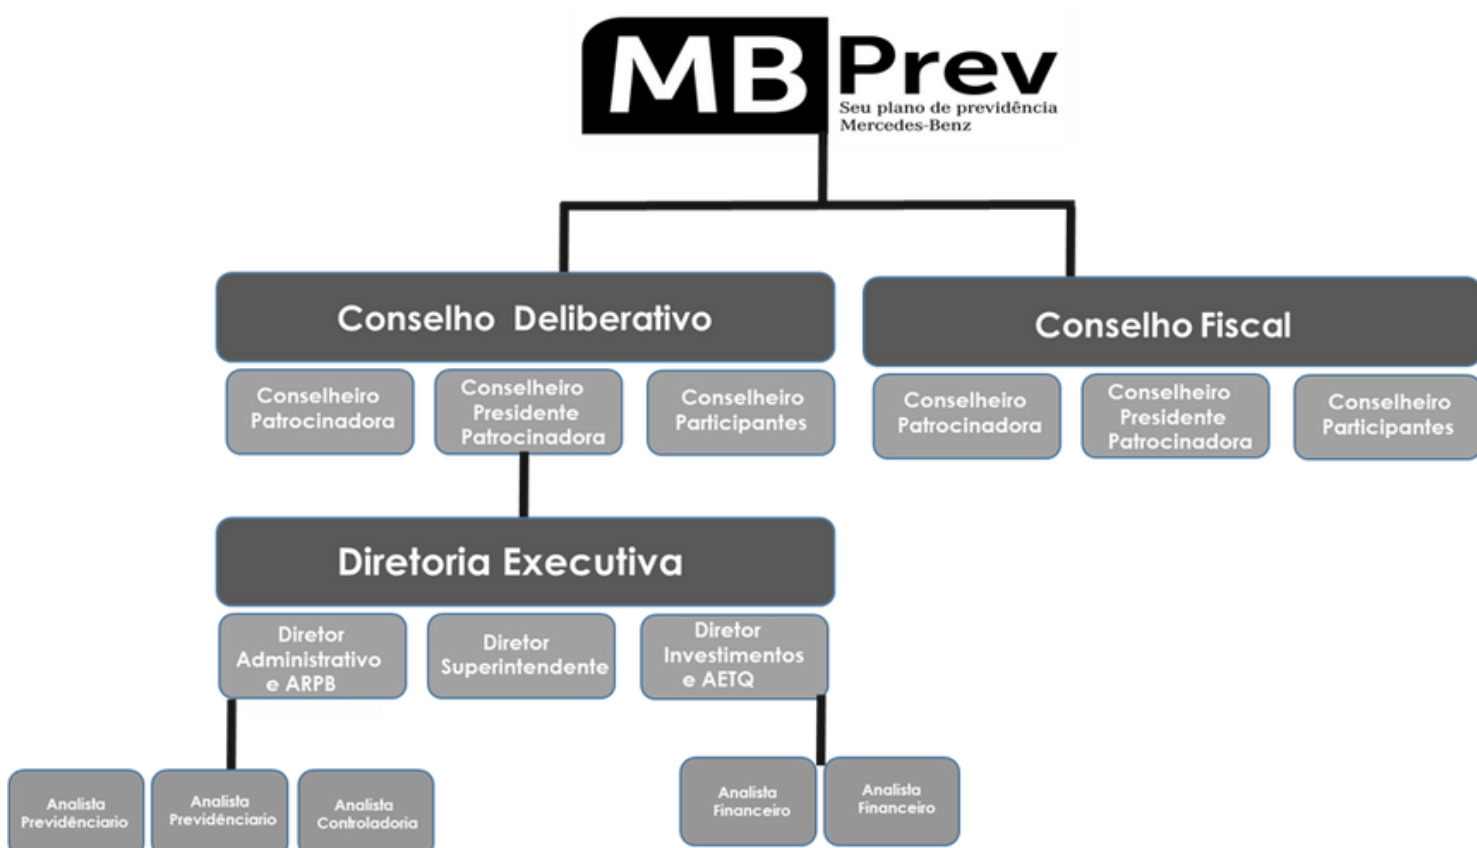 MB Prev
Seu plano de previdência
Mercedes-Benz
Conselho Deliberativo
Conselho Fiscal
Conselheiro
Patrocinadora
Conselheiro
Presidente
Patrocinadora
Conselheiro
Participantes
Conselheiro
Patrocinadora
Conselheiro
Presidente
Patrocinadora
Conselheiro
Participantes
Diretoria Executiva
Diretor
Administrativo
e ARPB
Diretor
Superintendente
Diretor
Investimentos
e AETQ
Analista
Previdênciario
Analista
Previdênciario
Analista
Controladoria
Analista
Financeiro
Analista
Financeiro